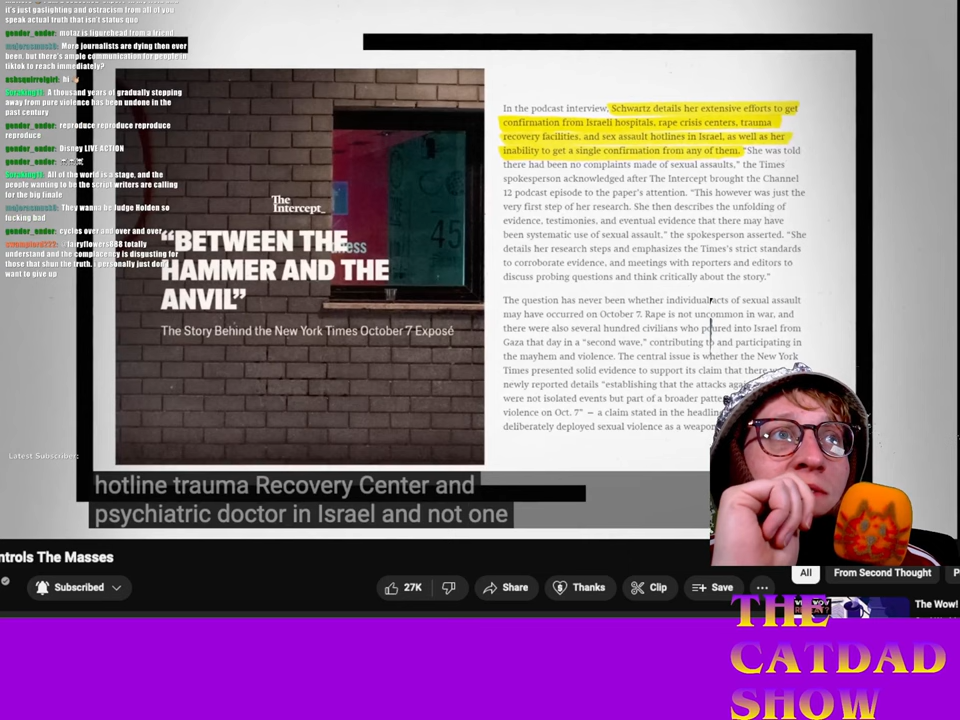 it's just gaslighting and ostracism from all of you
speak actual truth that isn't status quo
gender_ender: motaz is figurehead from a friend
More journalists are dying then ever
been. but there's ample communication for people in
tiktok to reach immediately?
ashsquirrelgirl: hi
A thousand years of gradually stepping
away from pure violence has been undone in the
past century
gender_ender: reproduce reproduce reproduce
reproduce
gender_ender: Disney LIVE ACTION
gender_ender:
All of the world is a stage, and the
people wanting to be the script writers are calling
for the big finale
They wanna be Judge Holden so
fucking bad
gender_ender: cycles over and over and over
totally
understand and the complacency is disgusting for
those that shun the truth. i personally just don't
want to give up
Latest Subscriber:
The
Intercept_
“BETWEEN THE
HAMMER AND THE
ANVIL”
The Story Behind the New York Times October 7 Exposé
45
In the podcast interview, Schwartz details her extensive efforts to get
confirmation from Israeli hospitals, rape crisis centers, trauma
recovery facilities, and sex assault hotlines in Israel, as well as her
inability to get a single confirmation from any of them. “She was told
there had been no complaints made of sexual assaults,” the Times
spokesperson acknowledged after The Intercept brought the Channel
12 podcast episode to the paper’s attention. “This however was just the
very first step of her research. She then describes the unfolding of
evidence, testimonies, and eventual evidence that there may have
been systematic use of sexual assault,” the spokesperson asserted. “She
details her research steps and emphasizes the Times’s strict standards
to corroborate evidence, and meetings with reporters and editors to
discuss probing questions and think critically about the story.”
The question has never been whether individual acts of sexual assault
may have occurred on October 7. Rape is not uncommon in war, and
there were also several hundred civilians who poured into Israel from
Gaza that day in a “second wave,” contributing to and participating in
the mayhem and violence. The central issue is whether the New York
Times presented solid evidence to support its claim that there
newly reported details “establishing that the attacks
were not isolated events but part of a broader
violence on Oct. 7” — a claim stated in the
deliberately deployed sexual violence as a
hotline trauma Recovery Center and
psychiatric doctor in Israel and not one
ntrols The Masses
Subscribed
27K
Share
Thanks
Clip
Save
All
From Second Thought
The Wow!
THE
CATDAD
SHOW